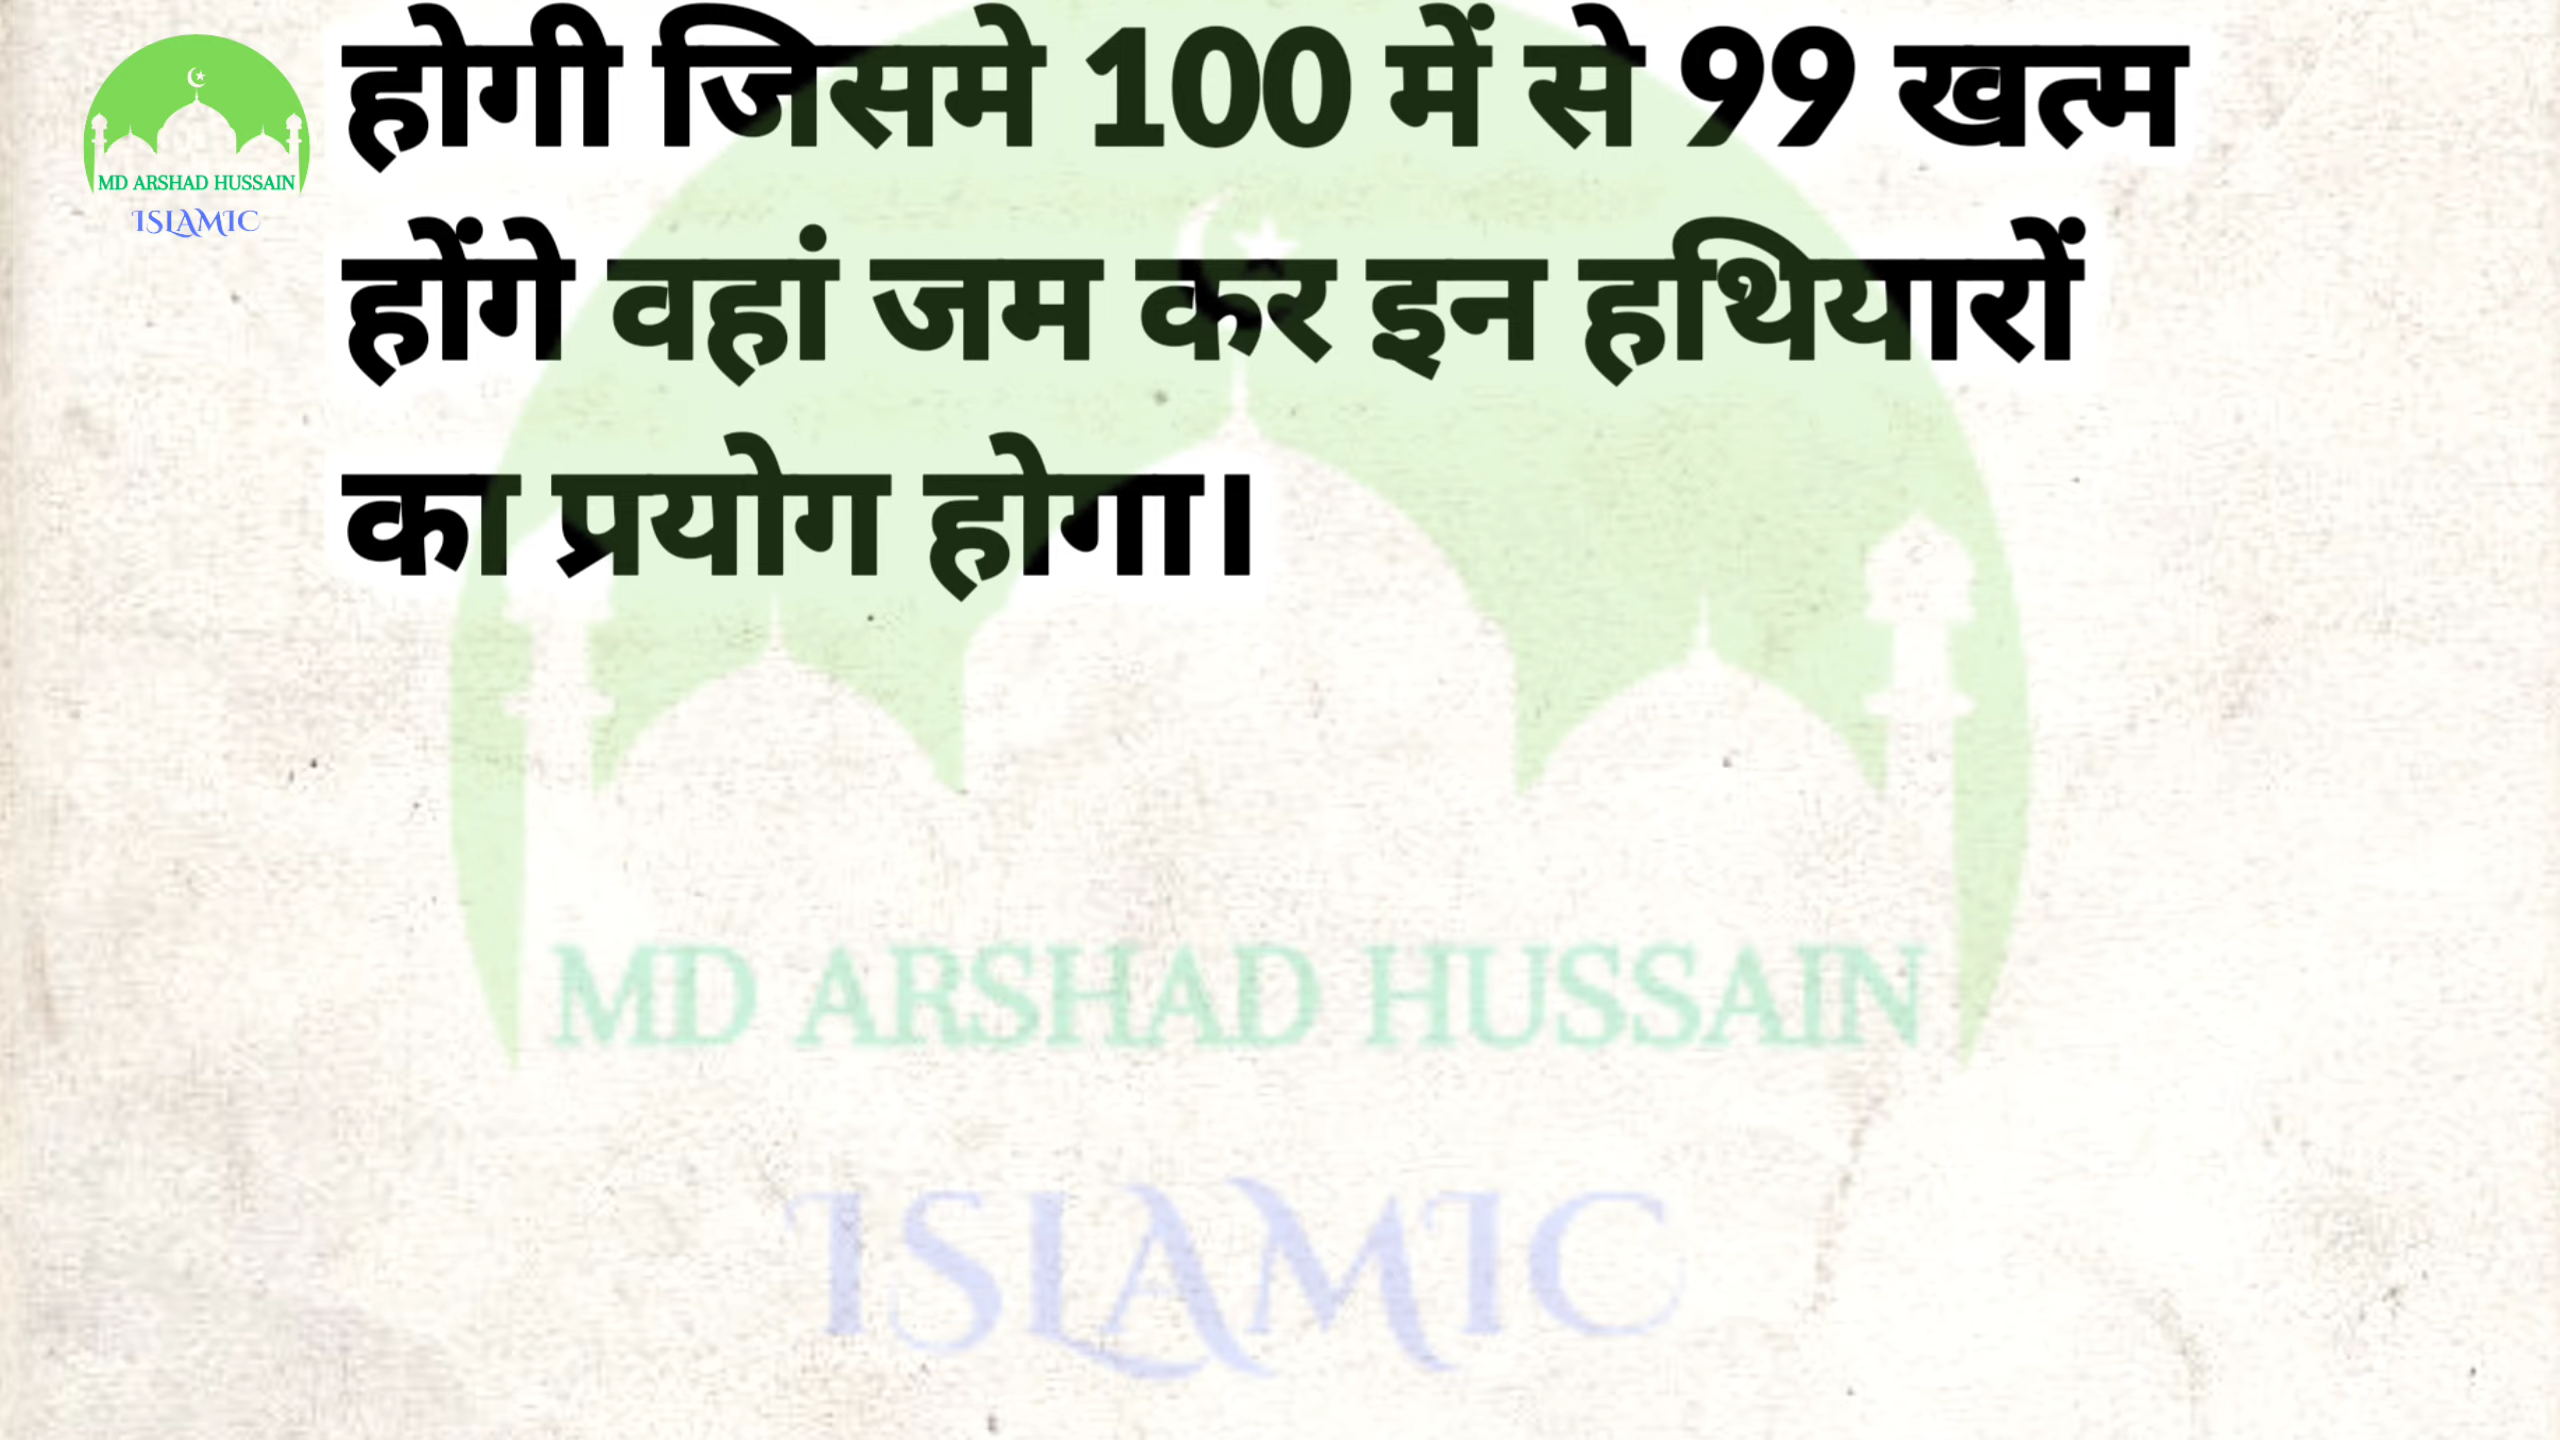 होगी जिसमे 100 में से 99 खत्म
होंगे वहां जम कर इन हथियारों
का प्रयोग होगा।
MD ARSHAD HUSSAIN
ISLAMIC
MD ARSHAD HUSSAIN
ISLAMIC